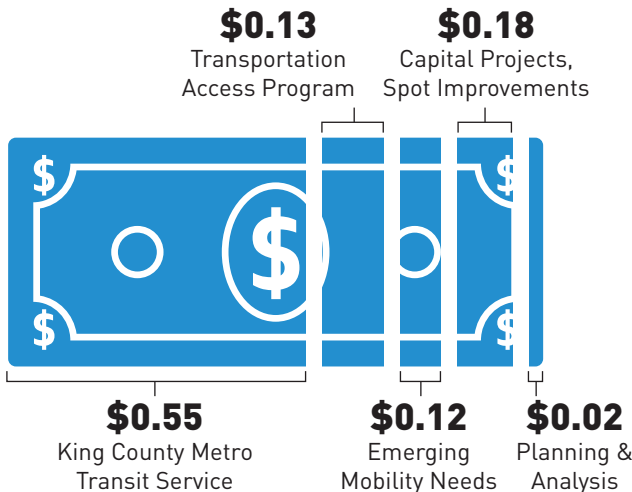 $0.13
Transportation
Access Program
$0.18
Capital Projects,
Spot Improvements
$
$
$
$
$
$0.55
King County Metro
Transit Service
$0.12
Emerging
Mobility Needs
$0.02
Planning &
Analysis